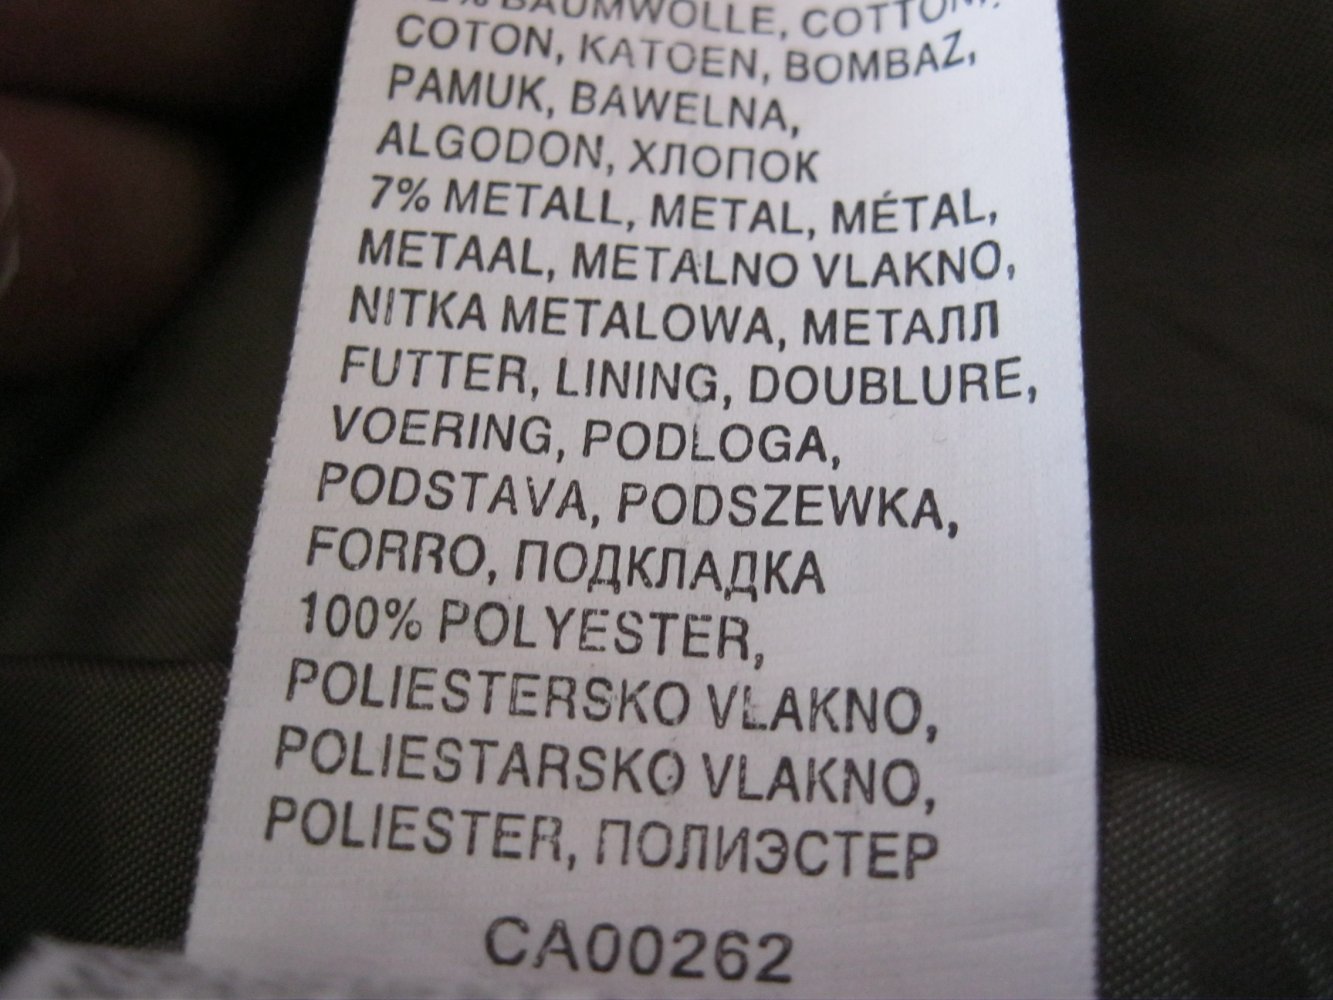 BAUMWOLLE, COTTON,
COTON, KATOEN, BOMBAZ,
PAMUK, BAWELNA,
ALGODON, ХЛОПОК
7% METALL, METAL, MÉTAL,
METAAL, METALNO VLAKNO,
NITKA METALOWA, МЕТАЛЛ
FUTTER, LINING, DOUBLURE,
VOERING, PODLOGA,
PODSTAVA, PODSZEWKA,
FORRO, ПОДКЛАДКА
100% POLYESTER,
POLIESTERSKO VLAKNO,
POLIESTARSKO VLAKNO,
POLIESTER, ПОЛИЭСТЕР
CA00262